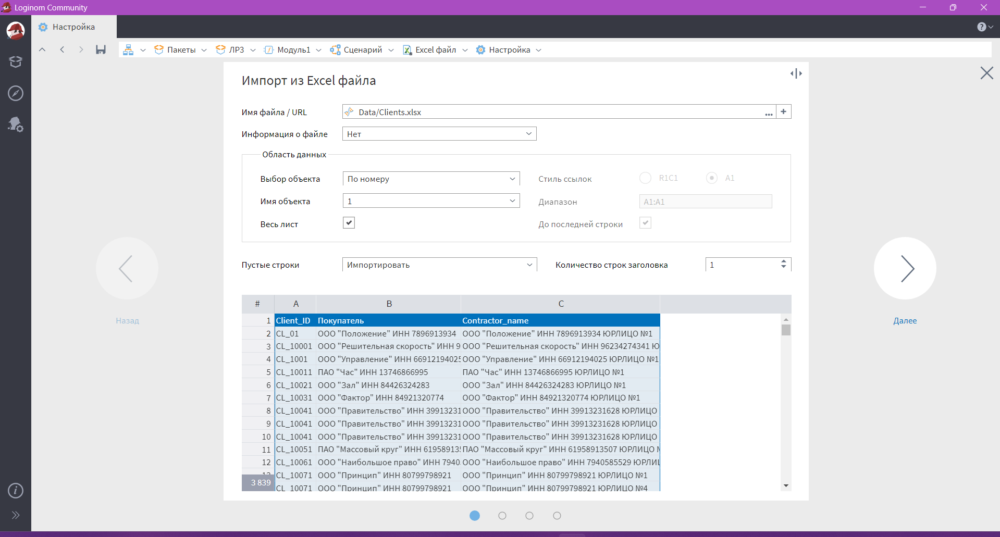 Loginom Community
Настройка
Пакеты ЛР3 Модуль1 Сценарий Excel файл Настройка
Импорт из Excel файла
Имя файла / URL Data/Clients.xlsx ... +
Информация о файле Нет
Область данных
Выбор объекта По номеру Стиль ссылок R1C1 A1
Имя объекта 1 Диапазон A1:A1
Весь лист До последней строки
Пустые строки Импортировать Количество строк заголовка 1
# A B C
1 Client_ID Покупатель Contractor_name
2 CL_01 ООО "Положение" ИНН 7896913934 ООО "Положение" ИНН 7896913934 ЮРЛИЦО №1
3 CL_10001 ООО "Решительная скорость" ИНН 9 ООО "Решительная скорость" ИНН 96234274341 Ю
4 CL_1001 ООО "Управление" ИНН 66912194025 ООО "Управление" ИНН 66912194025 ЮРЛИЦО №1
5 CL_10011 ПАО "Час" ИНН 13746866995 ПАО "Час" ИНН 13746866995 ЮРЛИЦО №1
6 CL_10021 ООО "Зал" ИНН 84426324283 ООО "Зал" ИНН 84426324283 ЮРЛИЦО №1
7 CL_10031 ООО "Фактор" ИНН 84921320774 ООО "Фактор" ИНН 84921320774 ЮРЛИЦО №1
8 CL_10041 ООО "Правительство" ИНН 39913231 ООО "Правительство" ИНН 39913231628 ЮРЛИЦО
9 CL_10041 ООО "Правительство" ИНН 39913231 ООО "Правительство" ИНН 39913231628 ЮРЛИЦО
10 CL_10041 ООО "Правительство" ИНН 39913231 ООО "Правительство" ИНН 39913231628 ЮРЛИЦО
11 CL_10051 ПАО "Массовый круг" ИНН 61958913 ПАО "Массовый круг" ИНН 61958913507 ЮРЛИЦО
12 CL_10061 ООО "Наибольшое право" ИНН 7940 ООО "Наибольшое право" ИНН 7940585529 ЮРЛИ
CL_10071 ООО "Принцип" ИНН 80799798921 ООО "Принцип" ИНН 80799798921 ЮРЛИЦО №1
3 839 CL_10071 ООО "Принцип" ИНН 80799798921 ООО "Принцип" ИНН 80799798921 ЮРЛИЦО №4
Назад
Далее